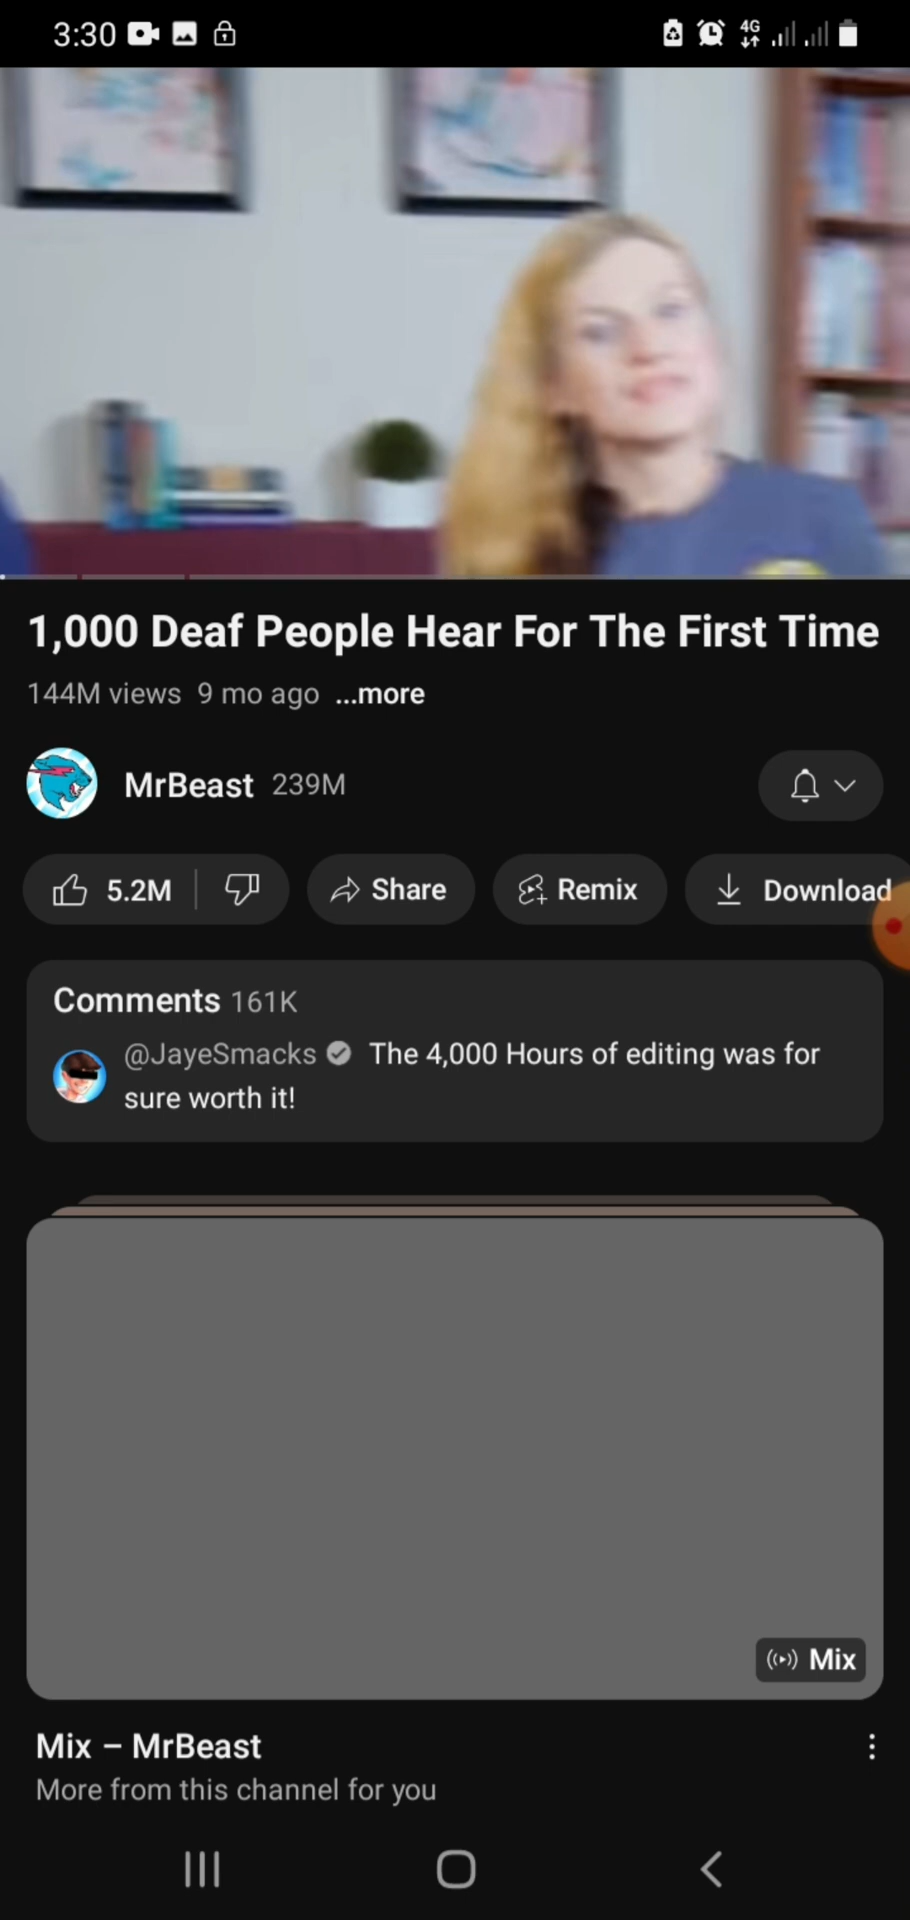 3:30
4G
1,000 Deaf People Hear For The First Time
144M views 9 mo ago ...more
MrBeast 239M
5.2M Share Remix Download
Comments 161K
@JayeSmacks The 4,000 Hours of editing was for
sure worth it!
Mix
Mix – MrBeast
More from this channel for you